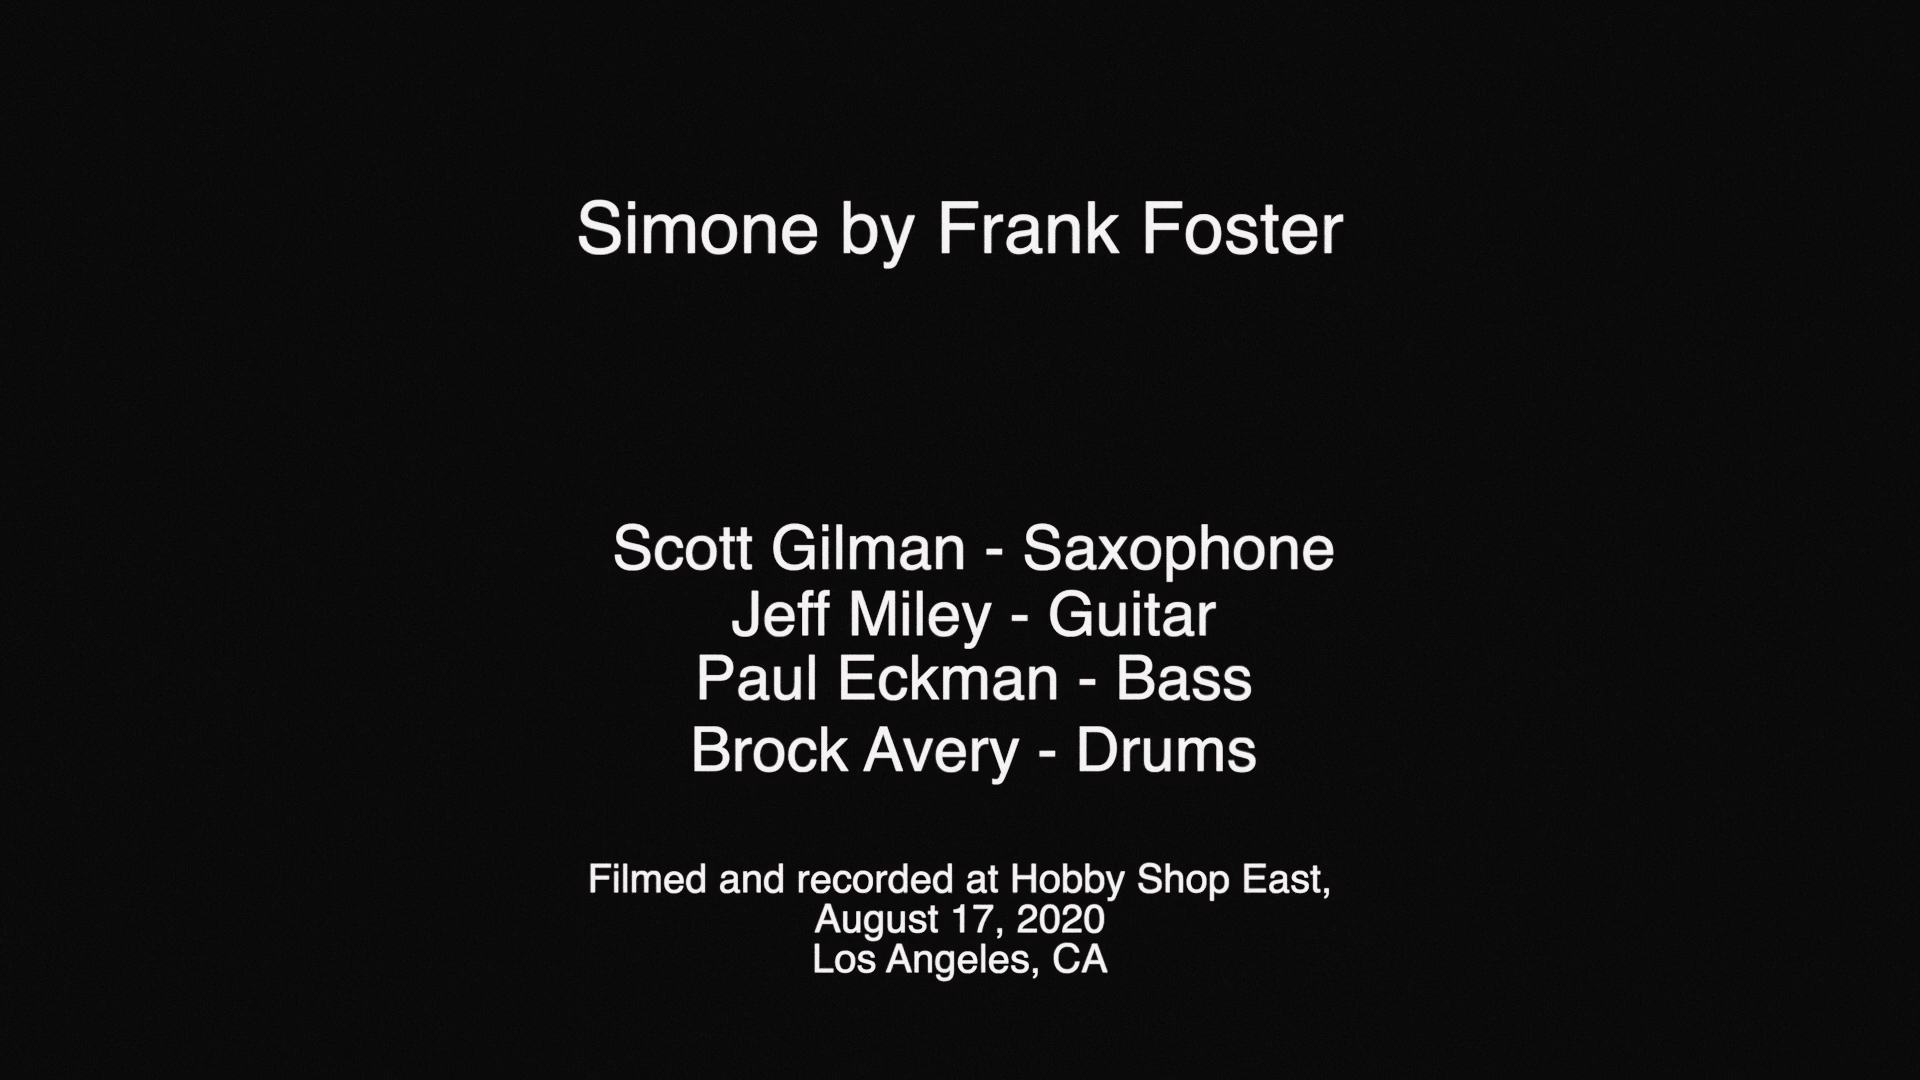 Simone by Frank Foster
Scott Gilman - Saxophone
Jeff Miley - Guitar
Paul Eckman - Bass
Brock Avery - Drums
Filmed and recorded at Hobby Shop East,
August 17, 2020
Los Angeles, CA